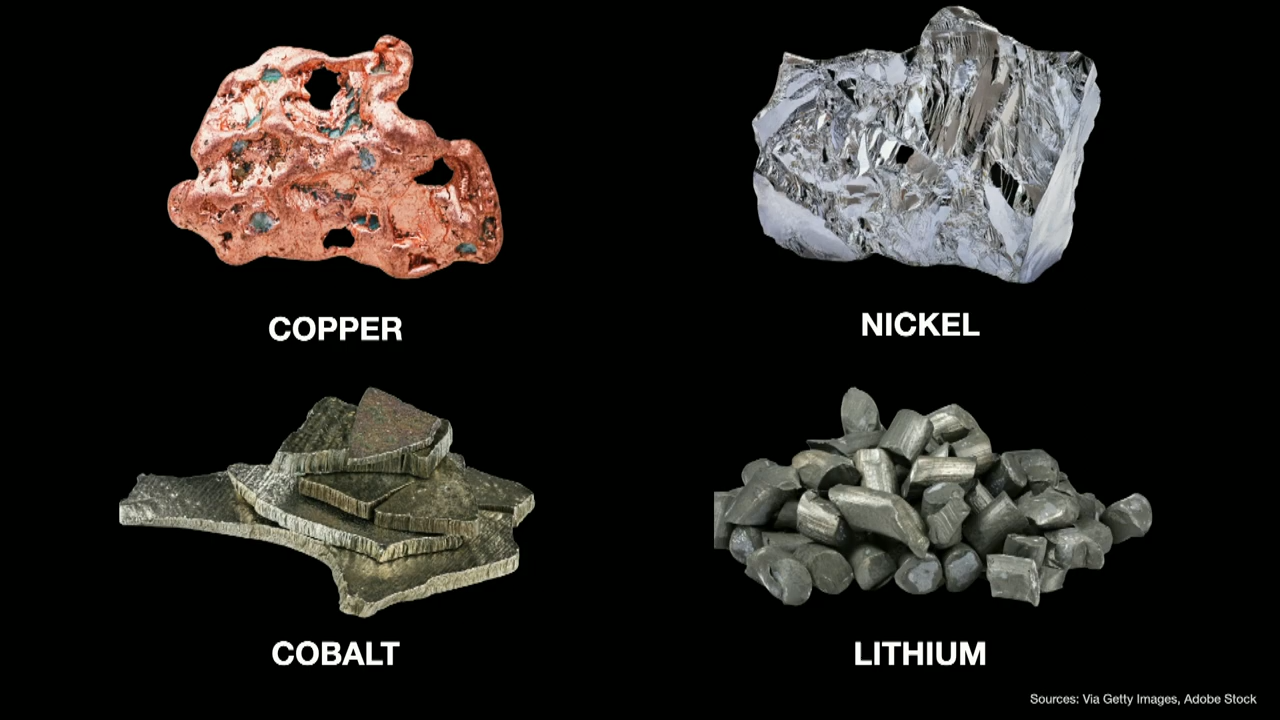 COPPER
NICKEL
COBALT
LITHIUM
Sources: Via Getty Images, Adobe Stock